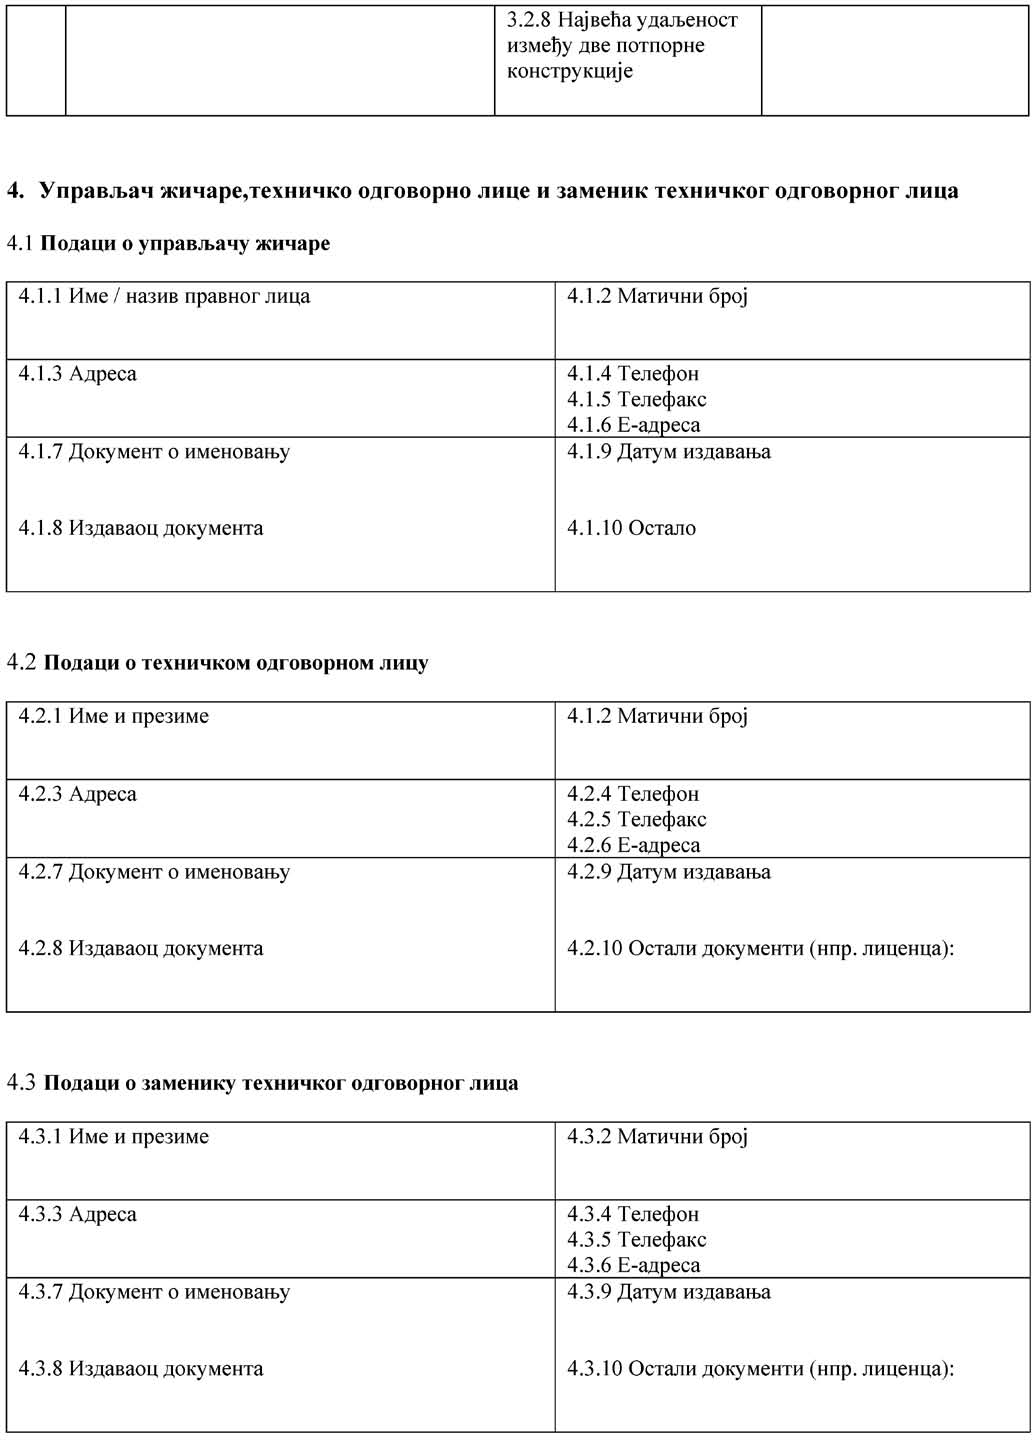 3.2.8 Највећа удаљеност
између две потпорне
конструкције
4. Управљач жичаре,техничко одговорно лице и заменик техничког одговорног лица
4.1 Подаци о управљачу жичаре
4.1.1 Име / назив правног лица
4.1.2 Матични број
4.1.3 Адреса
4.1.4 Телефон
4.1.5 Телефакс
4.1.6 Е-адреса
4.1.7 Документ о именовању
4.1.9 Датум издавања
4.1.8 Издаваоц документа
4.1.10 Остало
4.2 Подаци о техничком одговорном лицу
4.2.1 Име и презиме
4.1.2 Матични број
4.2.3 Адреса
4.2.4 Телефон
4.2.5 Телефакс
4.2.6 Е-адреса
4.2.7 Документ о именовању
4.2.9 Датум издавања
4.2.8 Издаваоц документа
4.2.10 Остали документи (нпр. лиценца):
4.3 Подаци о заменику техничког одговорног лица
4.3.1 Име и презиме
4.3.2 Матични број
4.3.3 Адреса
4.3.4 Телефон
4.3.5 Телефакс
4.3.6 Е-адреса
4.3.7 Документ о именовању
4.3.9 Датум издавања
4.3.8 Издаваоц документа
4.3.10 Остали документи (нпр. лиценца):